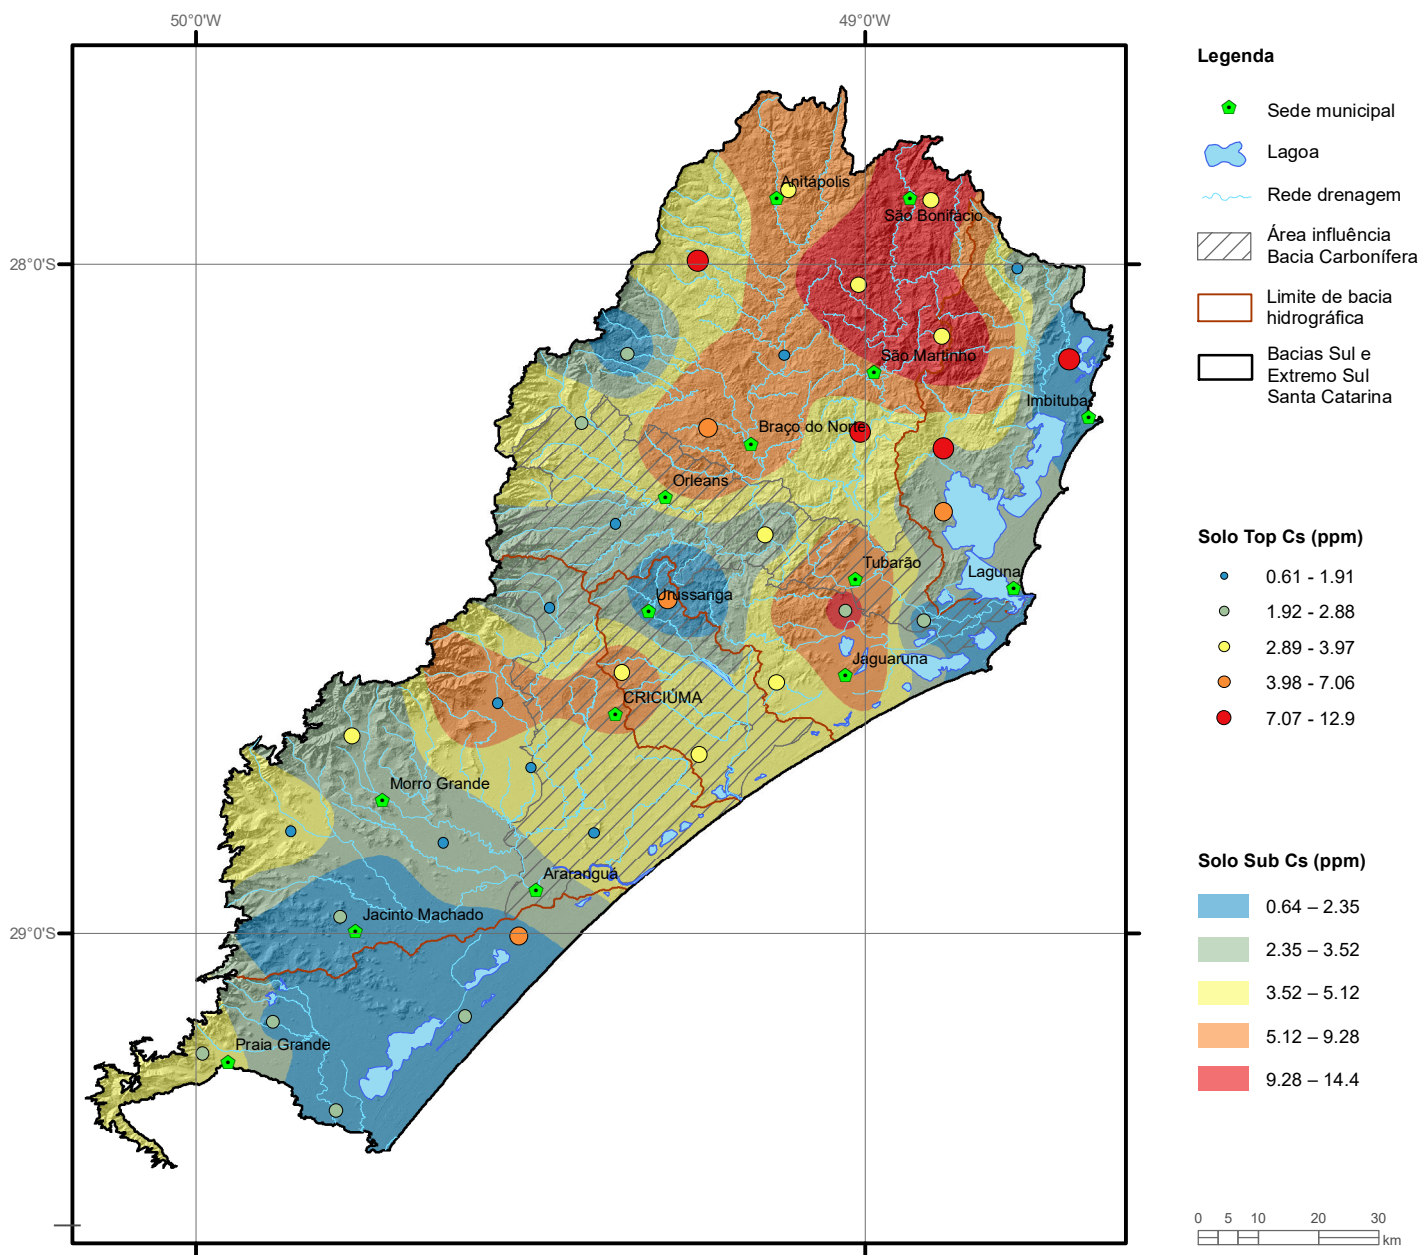 50°0'W
49°0'W
28°0'S
29°0'S
Anitápolis
São Bonifácio
São Martinho
Imbituba
Braço do Norte
Orleans
Tubarão
Laguna
Urussanga
Jaguaruna
CRICIÚMA
Morro Grande
Araranguá
Jacinto Machado
Praia Grande
Legenda
Sede municipal
Lagoa
Rede drenagem
Área influência
Bacia Carbonífera
Limite de bacia
hidrográfica
Bacias Sul e
Extremo Sul
Santa Catarina
Solo Top Cs (ppm)
0.61 - 1.91
1.92 - 2.88
2.89 - 3.97
3.98 - 7.06
7.07 - 12.9
Solo Sub Cs (ppm)
0.64 – 2.35
2.35 – 3.52
3.52 – 5.12
5.12 – 9.28
9.28 – 14.4
0 5 10 20 30
km